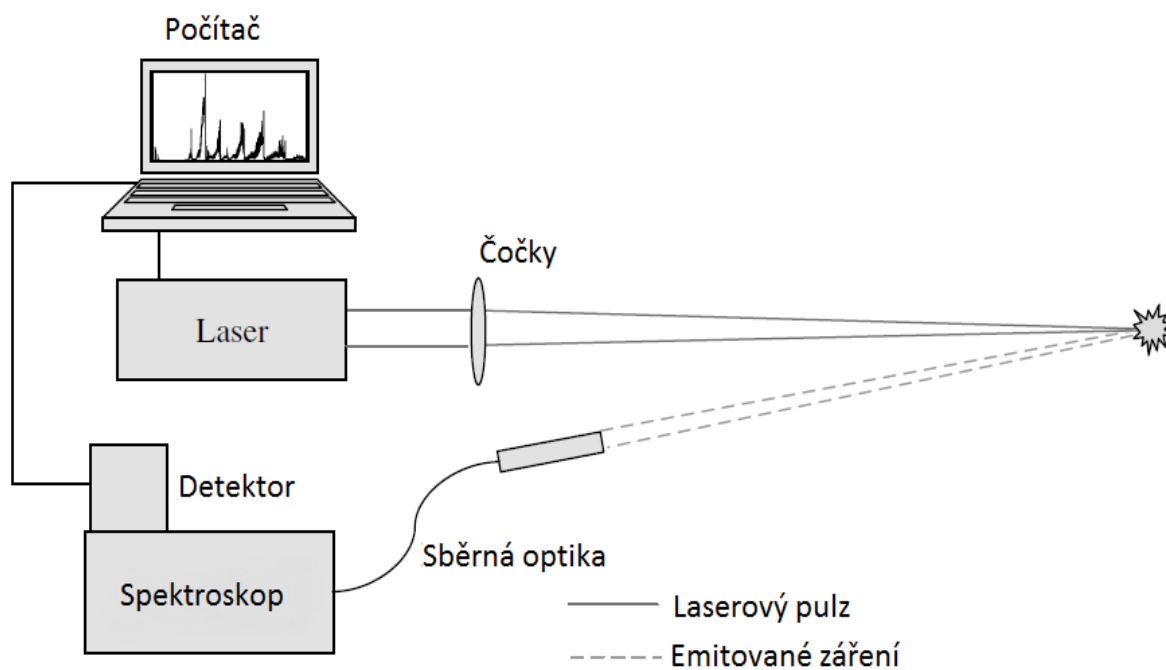 Počítač
Čočky
Laser
Detektor
Sběrná optika
Spektroskop
Laserový pulz
Emitované záření